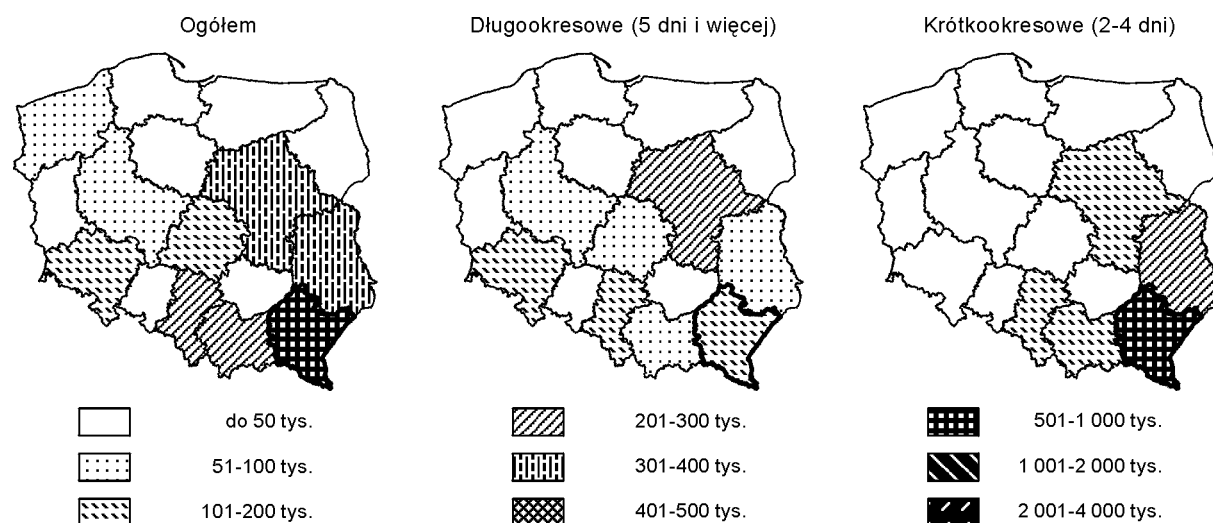 Ogółem
Długookresowe (5 dni i więcej)
Krótkookresowe (2-4 dni)
do 50 tys.
201-300 tys.
501-1 000 tys.
51-100 tys.
301-400 tys.
1 001-2 000 tys.
101-200 tys.
401-500 tys.
2 001-4 000 tys.